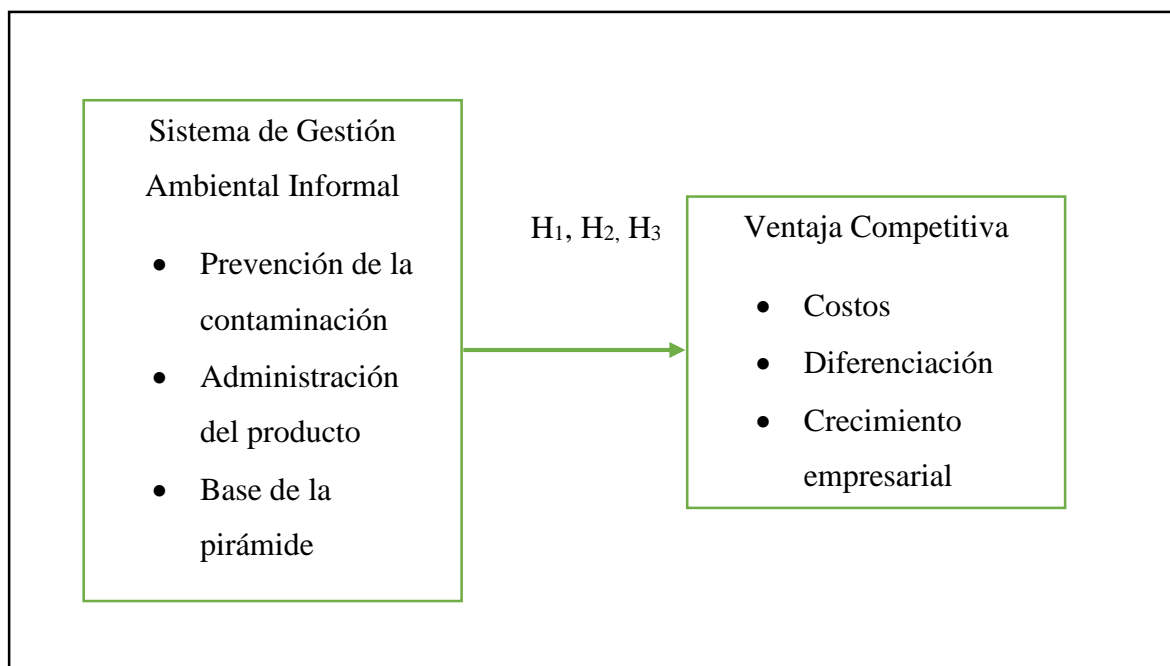 Sistema de Gestión
Ambiental Informal
• Prevención de la
contaminación
• Administración
del producto
• Base de la
pirámide
H₁, H₂, H₃
Ventaja Competitiva
• Costos
• Diferenciación
• Crecimiento
empresarial